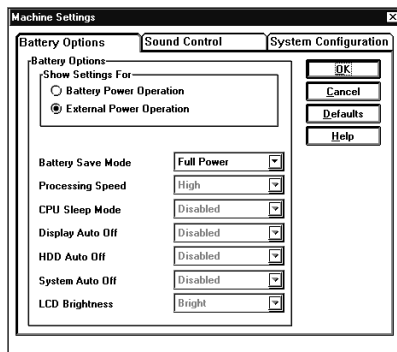 Machine Settings
Battery Options
Sound Control
System Configuration
Battery Options
Show Settings For
Battery Power Operation
External Power Operation
Battery Save Mode
Full Power
Processing Speed
High
CPU Sleep Mode
Disabled
Display Auto Off
Disabled
HDD Auto Off
Disabled
System Auto Off
Disabled
LCD Brightness
Bright
OK
Cancel
Defaults
Help